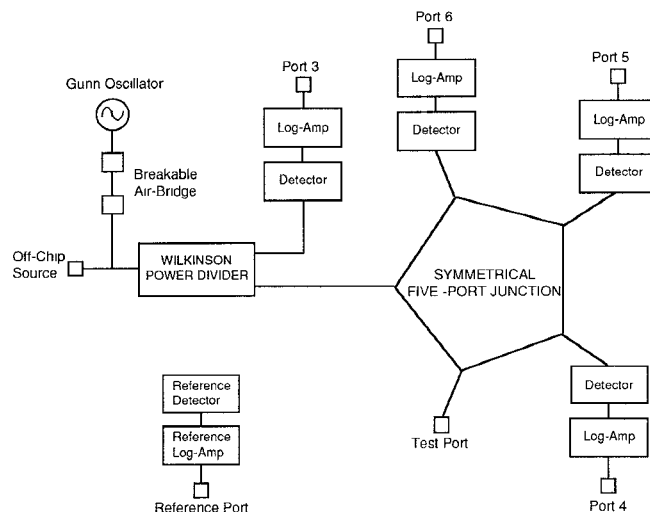 Port 6
Port 5
Port 3
Gunn Oscillator
Log-Amp
Log-Amp
Log-Amp
Detector
Detector
Detector
Breakable
Air-Bridge
Off-Chip
Source
WILKINSON
POWER DIVIDER
SYMMETRICAL
FIVE -PORT JUNCTION
Reference
Detector
Reference
Log-Amp
Reference Port
Test Port
Detector
Log-Amp
Port 4